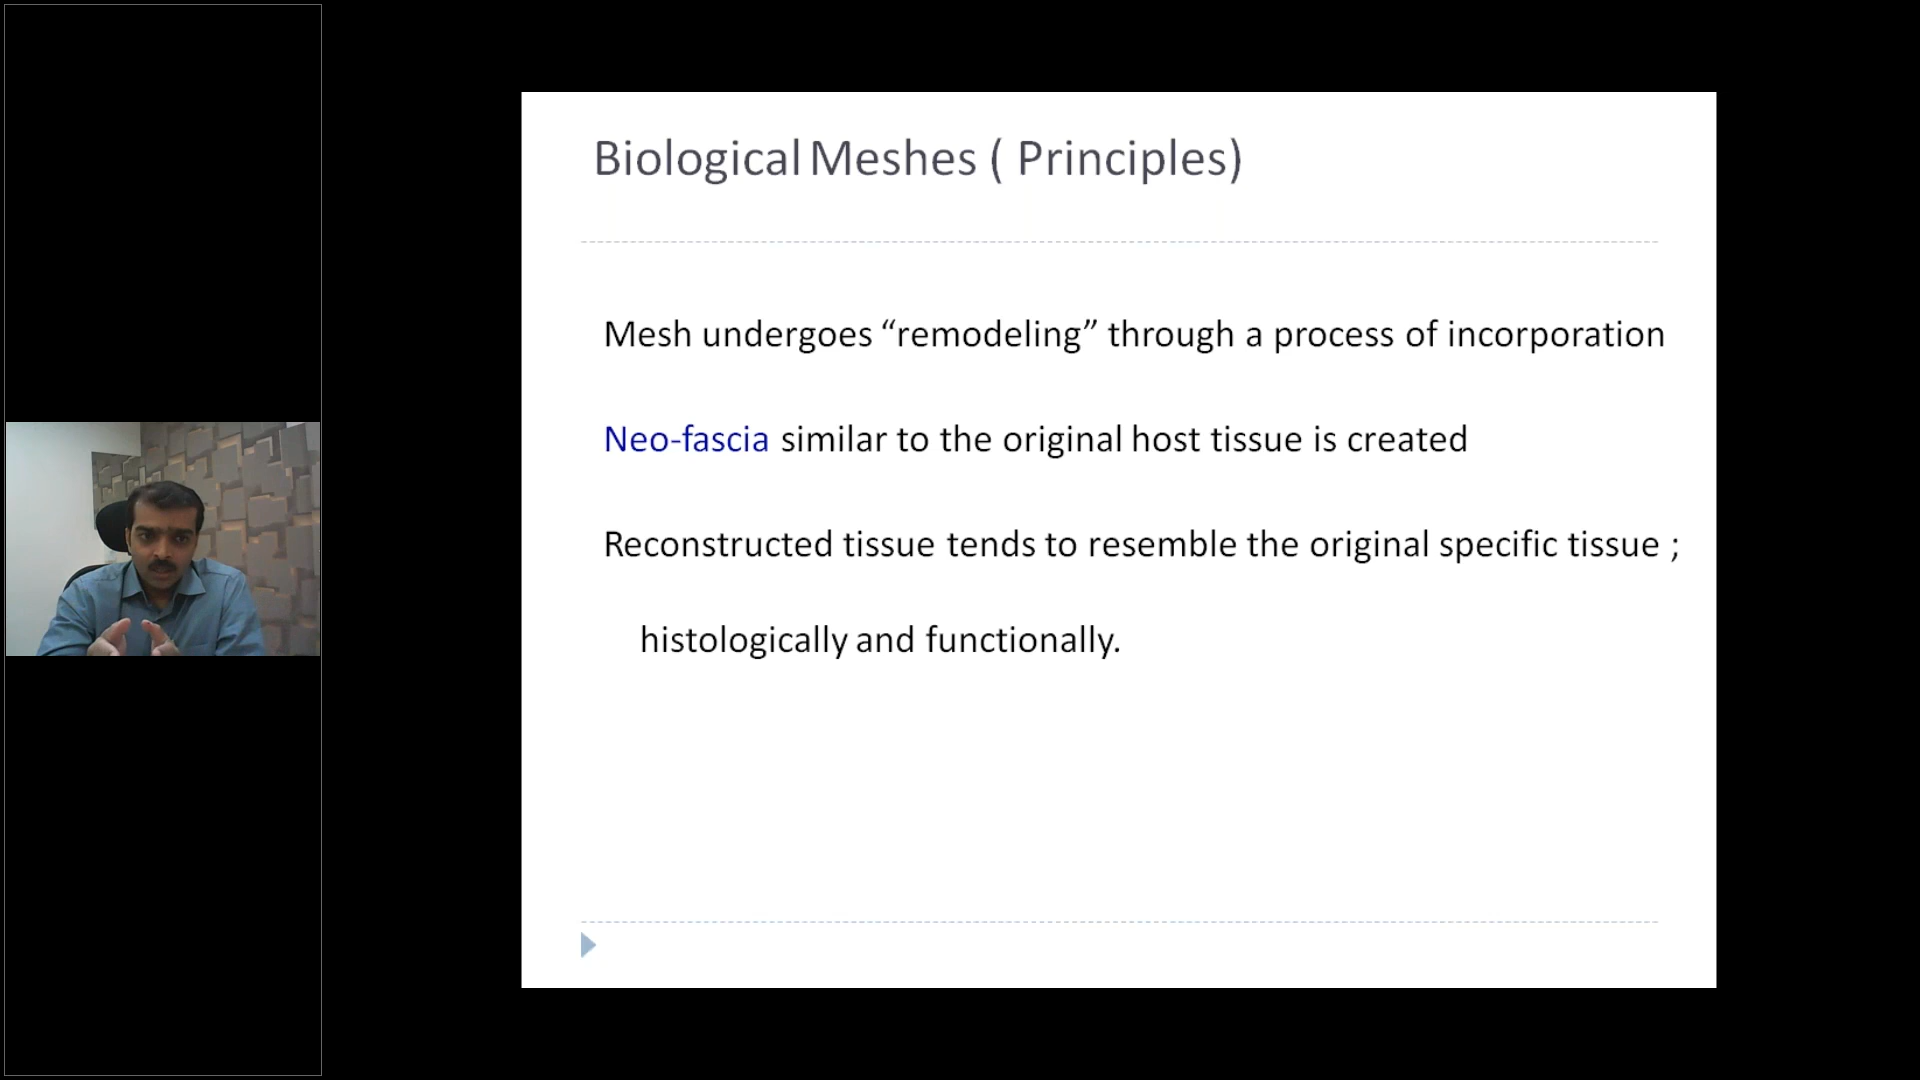 Biological Meshes ( Principles)
Mesh undergoes “remodeling” through a process of incorporation
Neo-fascia similar to the original host tissue is created
Reconstructed tissue tends to resemble the original specific tissue ;
histologically and functionally.